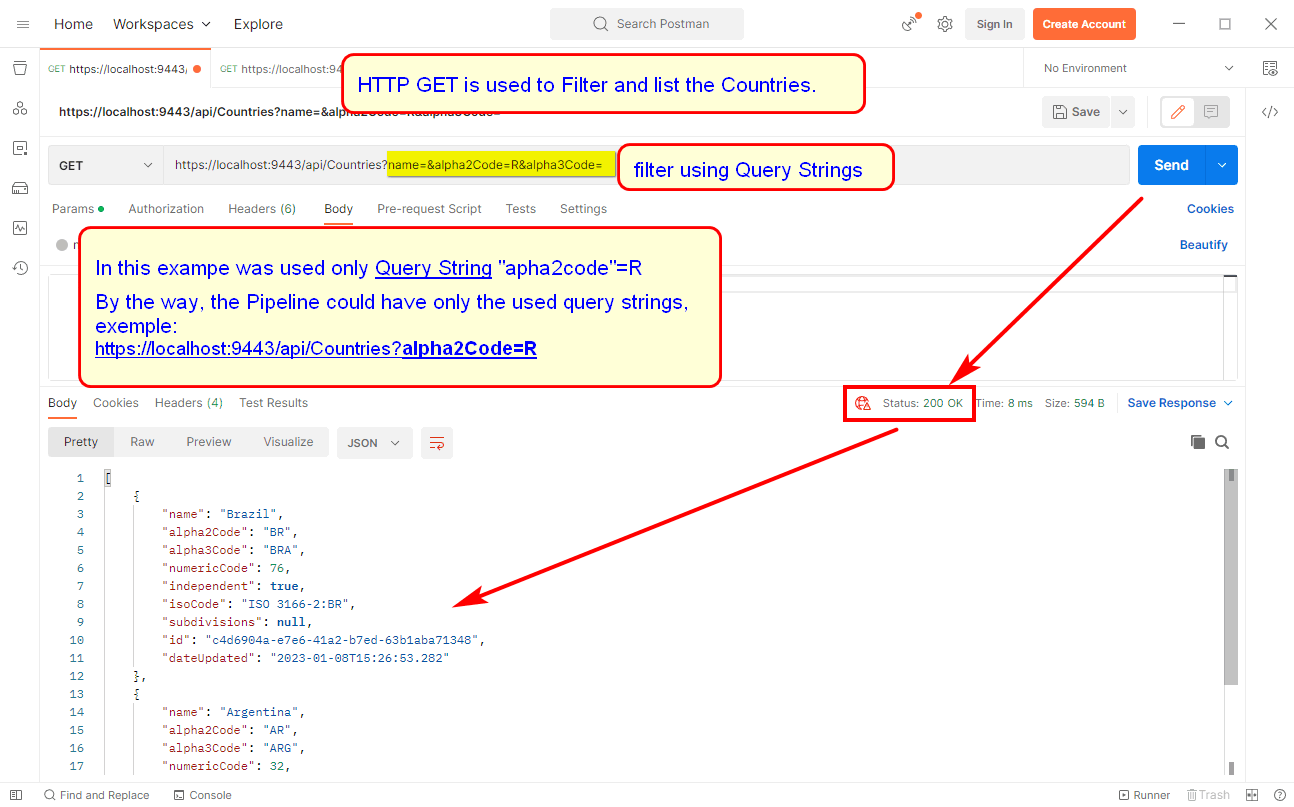 Home Workspaces Explore Search Postman Sign In Create Account
GET https://localhost:9443/ GET https://localhost:94 No Environment
HTTP GET is used to Filter and list the Countries.
https://localhost:9443/api/Countries?name=&alpha2Code=R&alpha3Code= Save
GET https://localhost:9443/api/Countries?name=&alpha2Code=R&alpha3Code= filter using Query Strings Send
Params Authorization Headers (6) Body Pre-request Script Tests Settings Cookies
Beautify
In this exampe was used only Query String "apha2code"=R
By the way, the Pipeline could have only the used query strings,
exemple:
https://localhost:9443/api/Countries?alpha2Code=R
Body Cookies Headers (4) Test Results Status: 200 OK Time: 8 ms Size: 594 B Save Response
Pretty Raw Preview Visualize JSON
1 [
2 {
3 "name": "Brazil",
4 "alpha2Code": "BR",
5 "alpha3Code": "BRA",
6 "numericCode": 76,
7 "independent": true,
8 "isoCode": "ISO 3166-2:BR",
9 "subdivisions": null,
10 "id": "c4d6904a-e7e6-41a2-b7ed-63b1aba71348",
11 "dateUpdated": "2023-01-08T15:26:53.282"
12 },
13 {
14 "name": "Argentina",
15 "alpha2Code": "AR",
16 "alpha3Code": "ARG",
17 "numericCode": 32,
Find and Replace Console Runner Trash